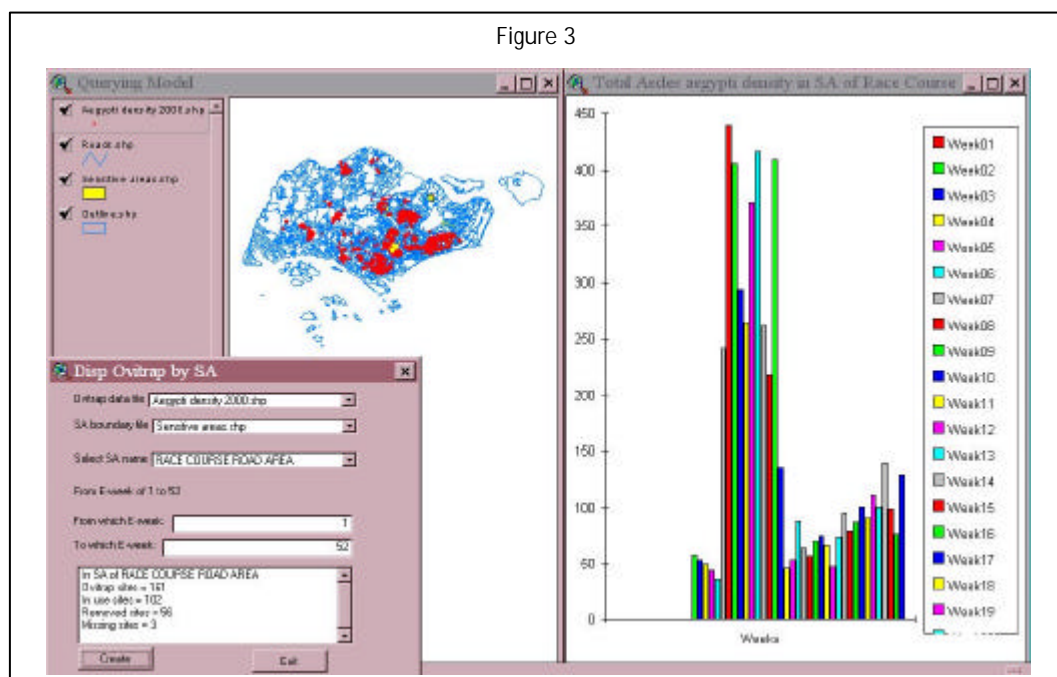 Figure 3
Querying Model
Aegypti density 2000.shp
Roads.shp
Sensitive areas.shp
Outline.shp
Disp Ovitrap by SA
Ovitrap data file
Aegypti density 2000.shp
SA boundary file
Sensitive areas.shp
Select SA name
RACE COURSE ROAD AREA
From E-week of 1 to 52
From which E-week:
1
To which E-week:
52
In SA of RACE COURSE ROAD AREA
Ovitrap sites = 161
In use sites = 102
Removed sites = 56
Missing sites = 3
Create
Exit
Total Aedes aegypti density in SA of Race Course
450
400
350
300
250
200
150
100
50
0
Weeks
Week01
Week02
Week03
Week04
Week05
Week06
Week07
Week08
Week09
Week10
Week11
Week12
Week13
Week14
Week15
Week16
Week17
Week18
Week19